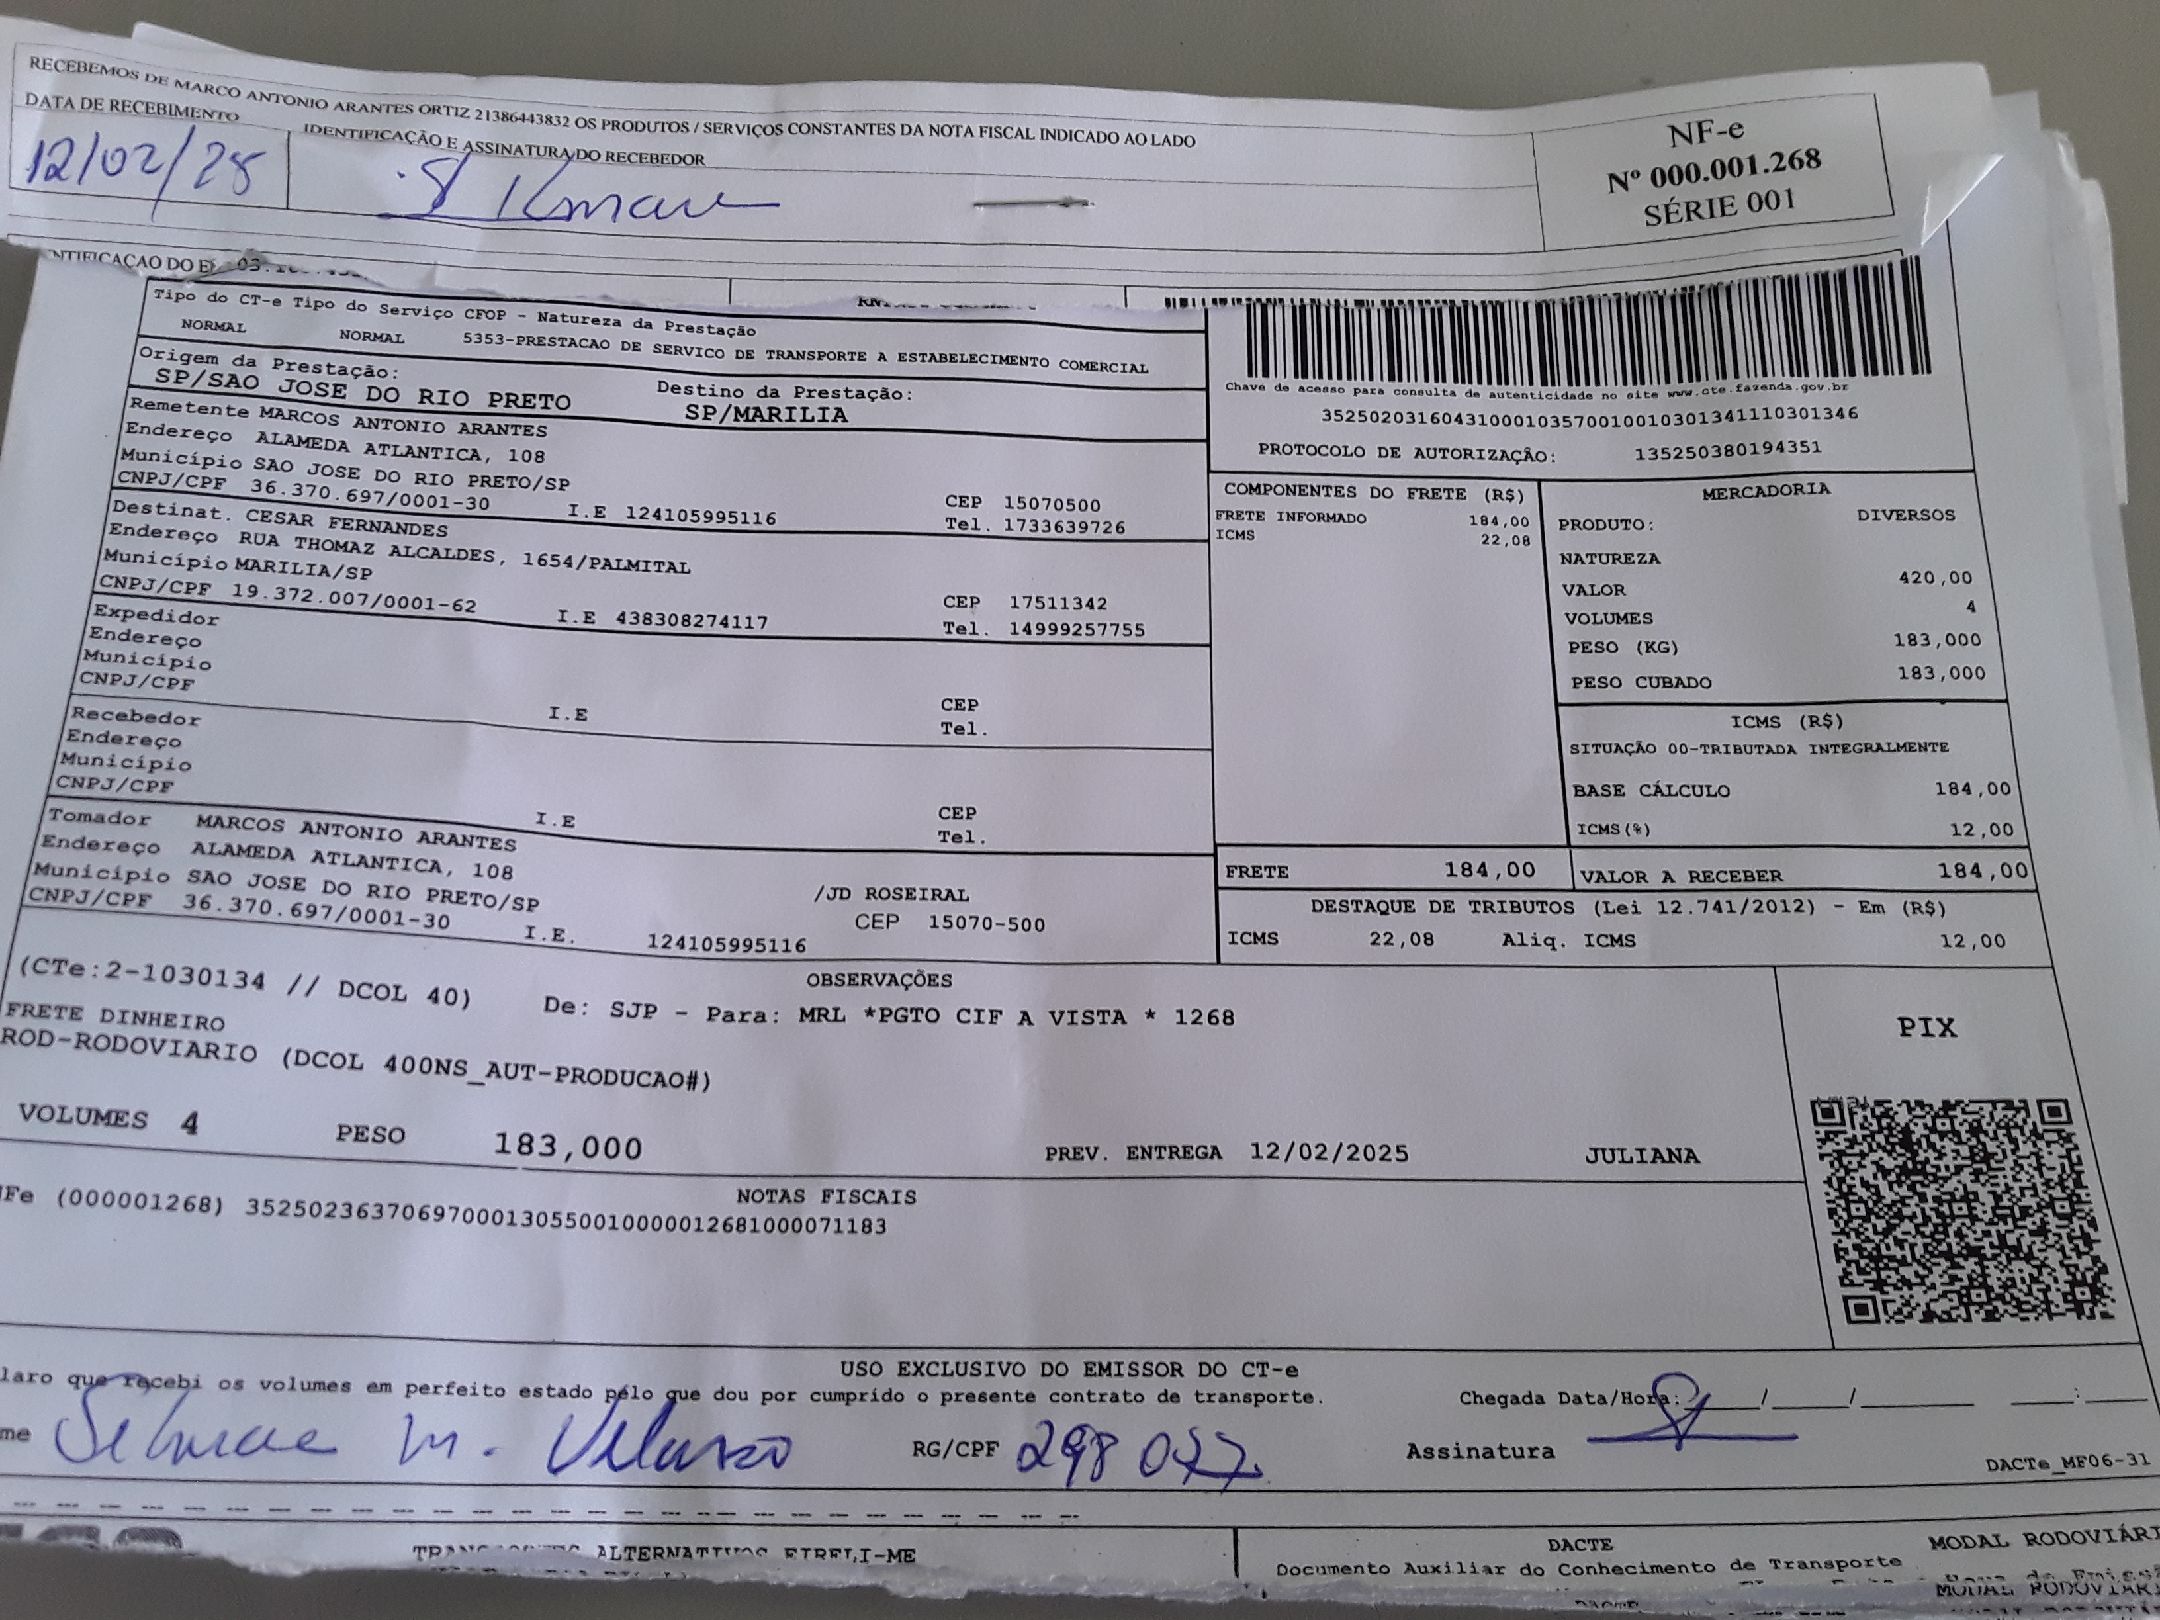 RECEBEMOS DE MARCO ANTONIO ARANTES ORTIZ 21386443832 OS PRODUTOS / SERVIÇOS CONSTANTES DA NOTA FISCAL INDICADO AO LADO
DATA DE RECEBIMENTO
IDENTIFICAÇÃO E ASSINATURA DO RECEBEDOR
12/02/25
NF-e
Nº 000.001.268
SÉRIE 001
NTIFICAÇAO DO E
Tipo do CT-e Tipo do Serviço CFOP - Natureza da Prestação
NORMAL NORMAL 5353-PRESTACAO DE SERVICO DE TRANSPORTE A ESTABELECIMENTO COMERCIAL
Origem da Prestação: Destino da Prestação:
SP/SAO JOSE DO RIO PRETO SP/MARILIA
Remetente MARCOS ANTONIO ARANTES
Endereço ALAMEDA ATLANTICA, 108
Município SAO JOSE DO RIO PRETO/SP CEP 15070500
CNPJ/CPF 36.370.697/0001-30 I.E 124105995116 Tel. 1733639726
Destinat. CESAR FERNANDES
Endereço RUA THOMAZ ALCALDES, 1654/PALMITAL
Município MARILIA/SP CEP 17511342
CNPJ/CPF 19.372.007/0001-62 I.E 438308274117 Tel. 14999257755
Expedidor
Endereço
Município CEP
CNPJ/CPF I.E Tel.
Recebedor
Endereço
Município CEP
CNPJ/CPF I.E Tel.
Tomador MARCOS ANTONIO ARANTES
Endereço ALAMEDA ATLANTICA, 108 /JD ROSEIRAL
Município SAO JOSE DO RIO PRETO/SP CEP 15070-500
CNPJ/CPF 36.370.697/0001-30 I.E. 124105995116
Chave de acesso para consulta de autenticidade no site www.cte.fazenda.gov.br
35250203160431000103570010010301341110301346
PROTOCOLO DE AUTORIZAÇÃO: 135250380194351
COMPONENTES DO FRETE (R$)
FRETE INFORMADO 184,00
ICMS 22,08
MERCADORIA
PRODUTO: DIVERSOS
NATUREZA
VALOR 420,00
VOLUMES 4
PESO (KG) 183,000
PESO CUBADO 183,000
ICMS (R$)
SITUAÇÃO 00-TRIBUTADA INTEGRALMENTE
BASE CÁLCULO 184,00
ICMS(%) 12,00
FRETE 184,00 VALOR A RECEBER 184,00
DESTAQUE DE TRIBUTOS (Lei 12.741/2012) - Em (R$)
ICMS 22,08 Aliq. ICMS 12,00
OBSERVAÇÕES
(CTe:2-1030134 // DCOL 40) De: SJP - Para: MRL *PGTO CIF A VISTA * 1268
FRETE DINHEIRO
ROD-RODOVIARIO (DCOL 400NS_AUT-PRODUCAO#)
VOLUMES 4 PESO 183,000 PREV. ENTREGA 12/02/2025 JULIANA
PIX
NOTAS FISCAIS
Fe (000001268) 35250236370697000130550010000012681000071183
USO EXCLUSIVO DO EMISSOR DO CT-e
laro que recebi os volumes em perfeito estado pelo que dou por cumprido o presente contrato de transporte. Chegada Data/Hora: / / :
me RG/CPF 298 077 Assinatura
DACTe_MF06-31
ALTERNATIVOS EIRELI-ME
DACTE
Documento Auxiliar do Conhecimento de Transporte
MODAL RODOVIÁRI